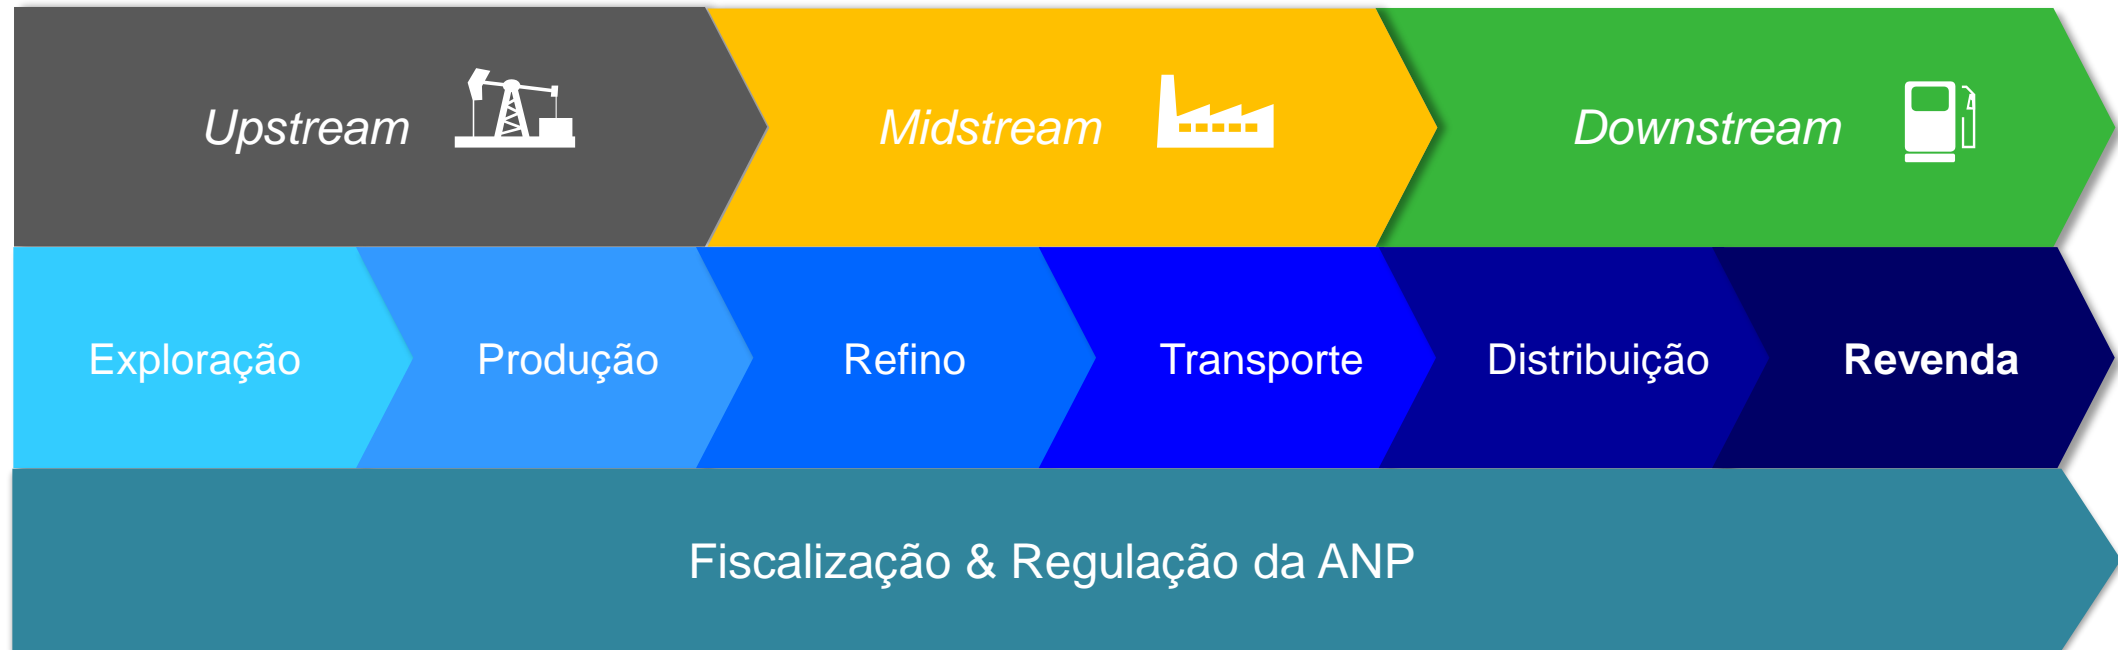 Upstream
Midstream
Downstream
Exploração
Produção
Refino
Transporte
Distribuição
Revenda
Fiscalização & Regulação da ANP